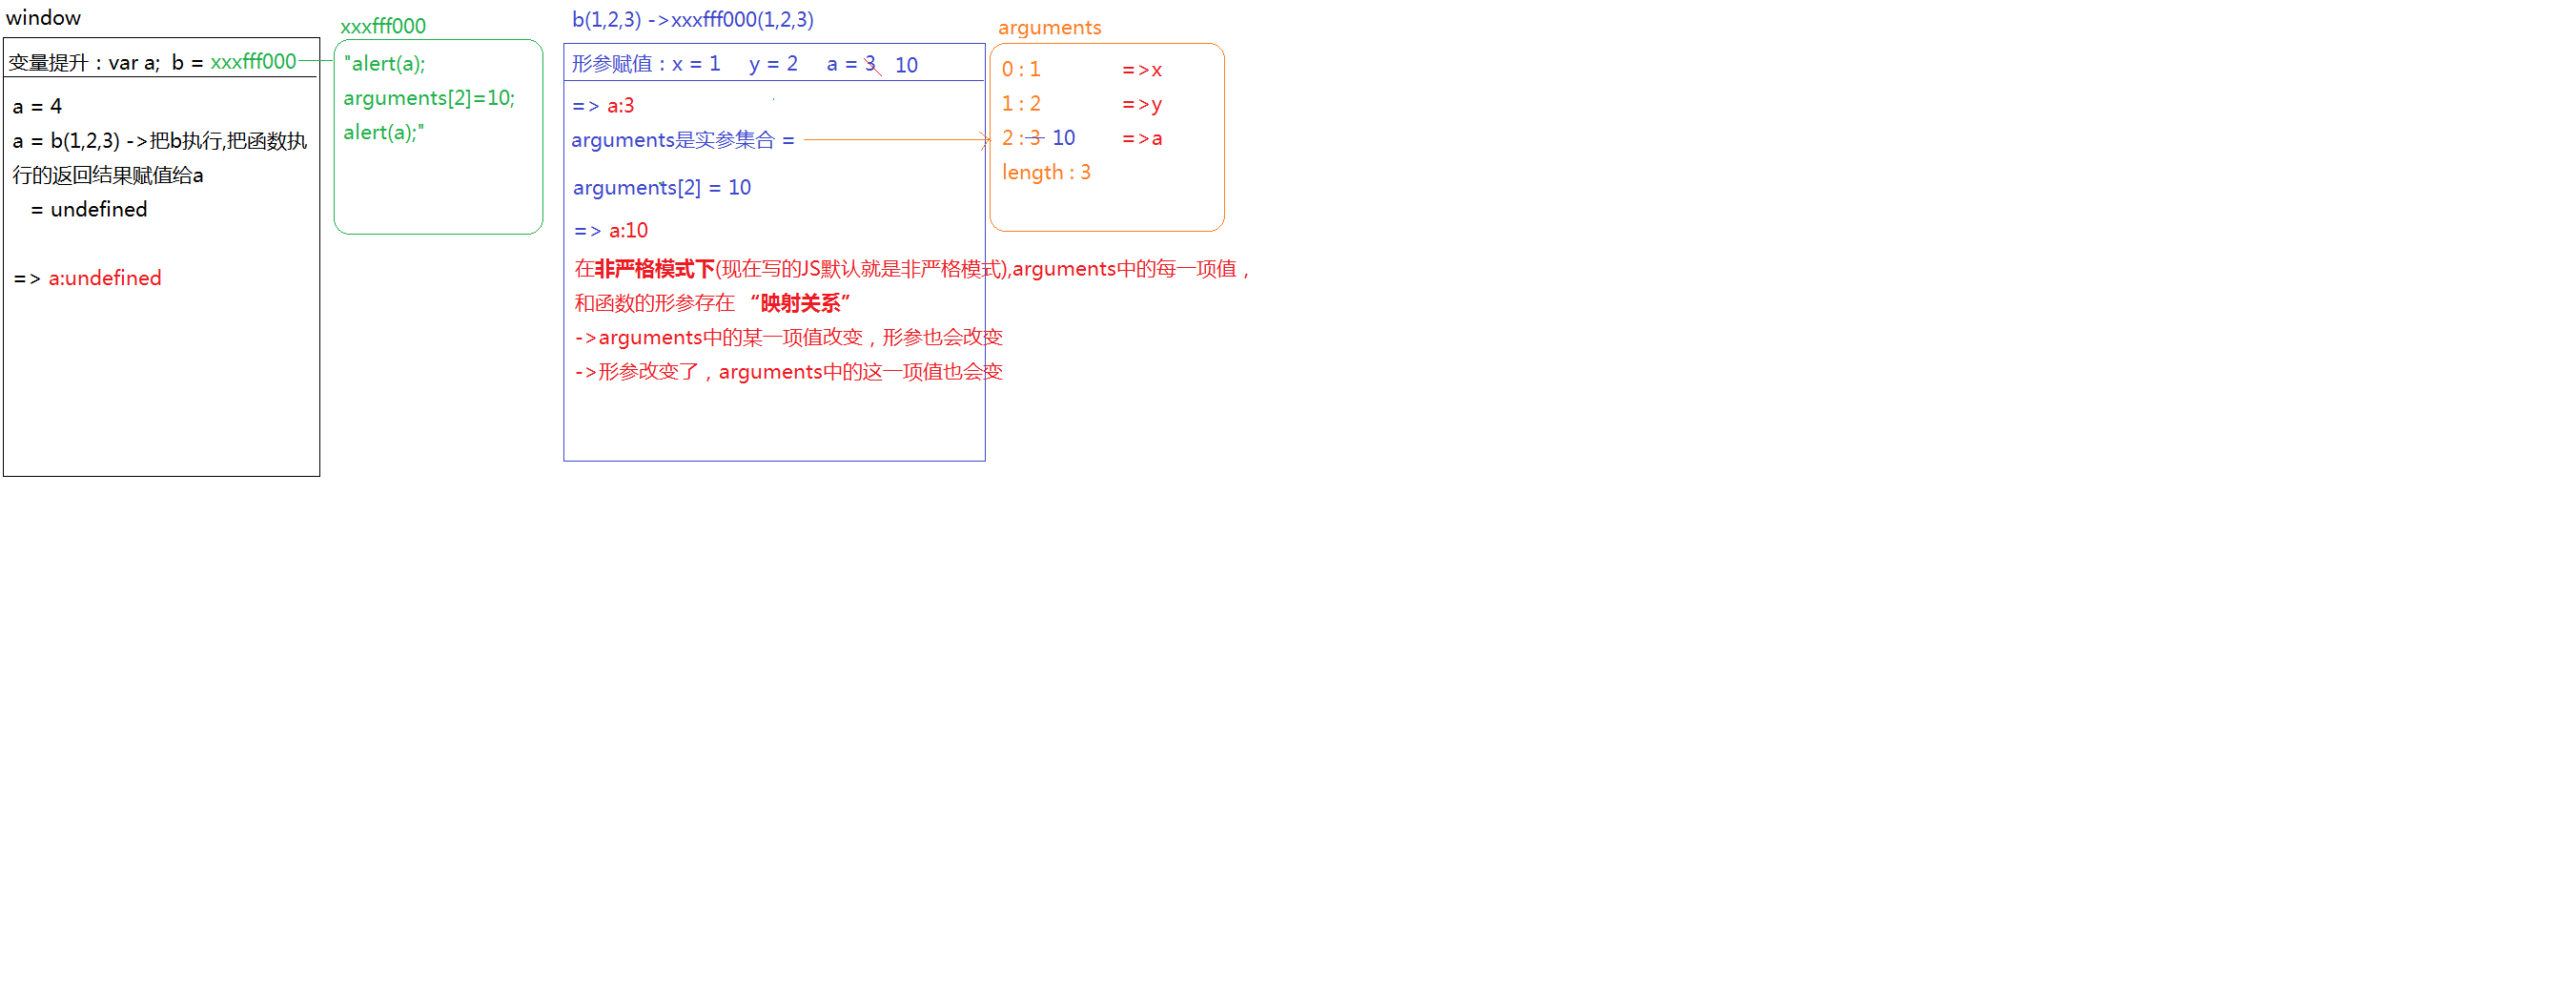 window
变量提升：var a;  b = xxxfff000
a = 4
a = b(1,2,3) ->把b执行,把函数执
行的返回结果赋值给a
= undefined
=> a:undefined
xxxfff000
"alert(a);
arguments[2]=10;
alert(a);"
b(1,2,3) ->xxxfff000(1,2,3)
形参赋值：x = 1  y = 2  a = 3  10
=> a:3
arguments是实参集合 =
arguments[2] = 10
=> a:10
在非严格模式下(现在写的JS默认就是非严格模式),arguments中的每一项值，
和函数的形参存在 “映射关系”
->arguments中的某一项值改变，形参也会改变
->形参改变了，arguments中的这一项值也会变
arguments
0 : 1  =>x
1 : 2  =>y
2 : 3  10  =>a
length : 3